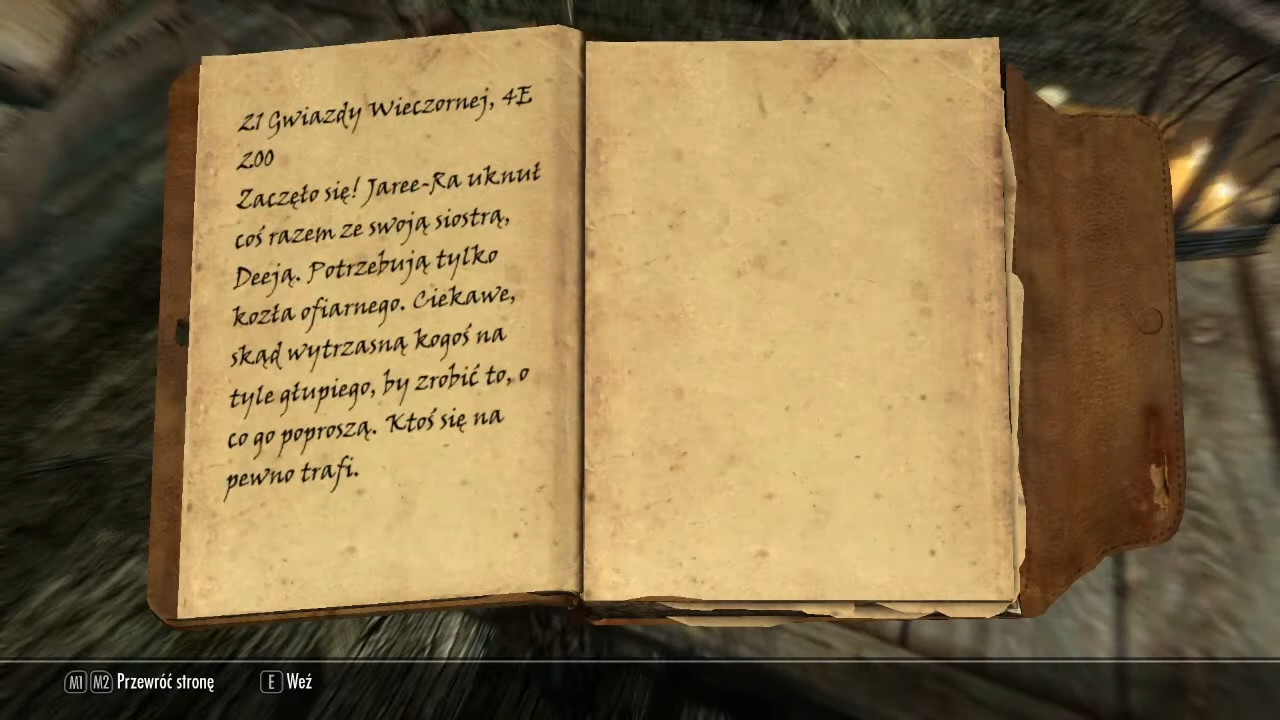 21 Gwiazdy Wieczornej, 4E
200
Zaczęło się! Jaree-Ra uknuł
coś razem ze swoją siostrą,
Deeją. Potrzebują tylko
kozła ofiarnego. Ciekawe,
skąd wytrzasną kogoś na
tyle głupiego, by zrobić to, o
co go poproszą. Ktoś się na
pewno trafi.
M1 M2 Przewróć stronę E Weź